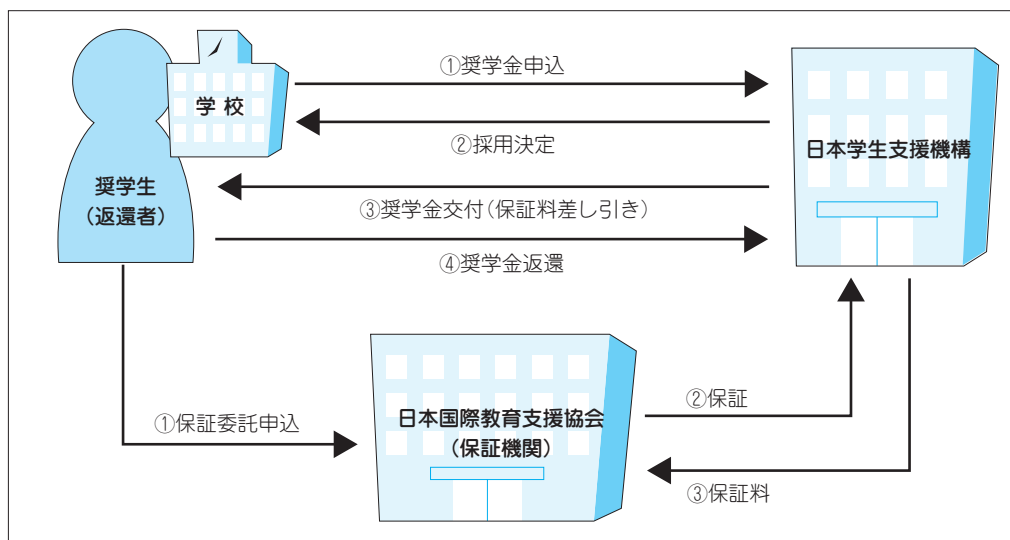 ①奨学金申込
学校
②採用決定
日本学生支援機構
奨学生
（返還者）
③奨学金交付（保証料差し引き）
④奨学金返還
①保証委託申込
日本国際教育支援協会
（保証機関）
②保証
③保証料